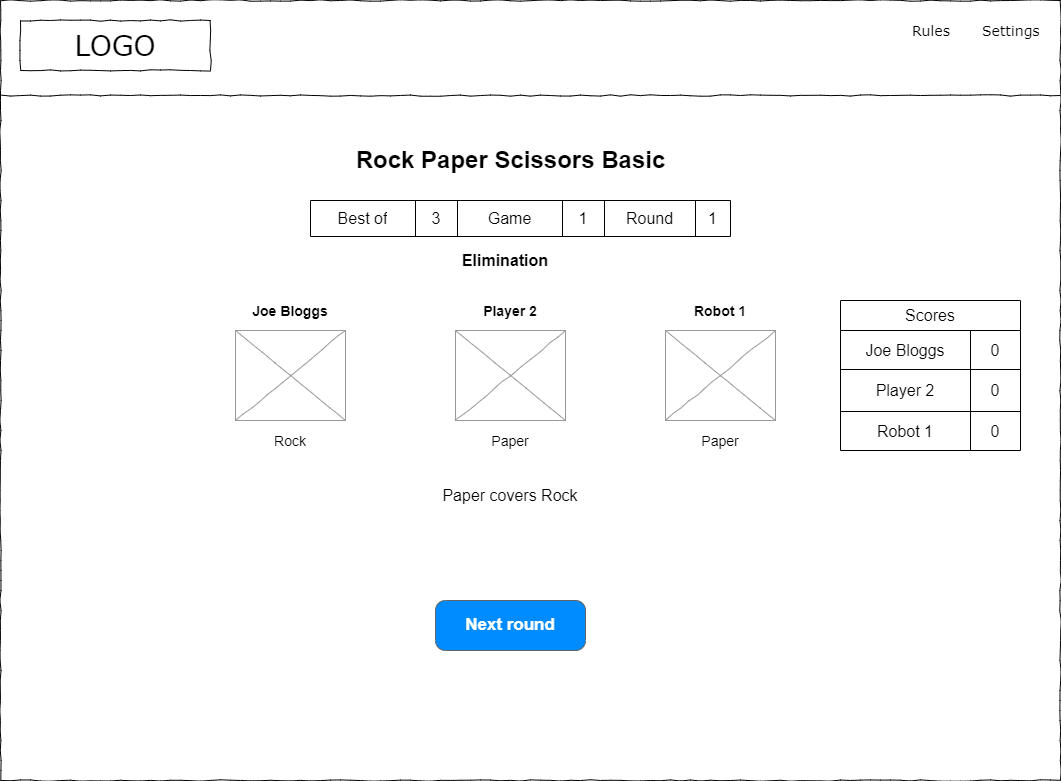 LOGO
Rules Settings
Rock Paper Scissors Basic
Best of 3 Game 1 Round 1
Elimination
Joe Bloggs Player 2 Robot 1
Rock Paper Paper
Scores
Joe Bloggs 0
Player 2 0
Robot 1 0
Paper covers Rock
Next round